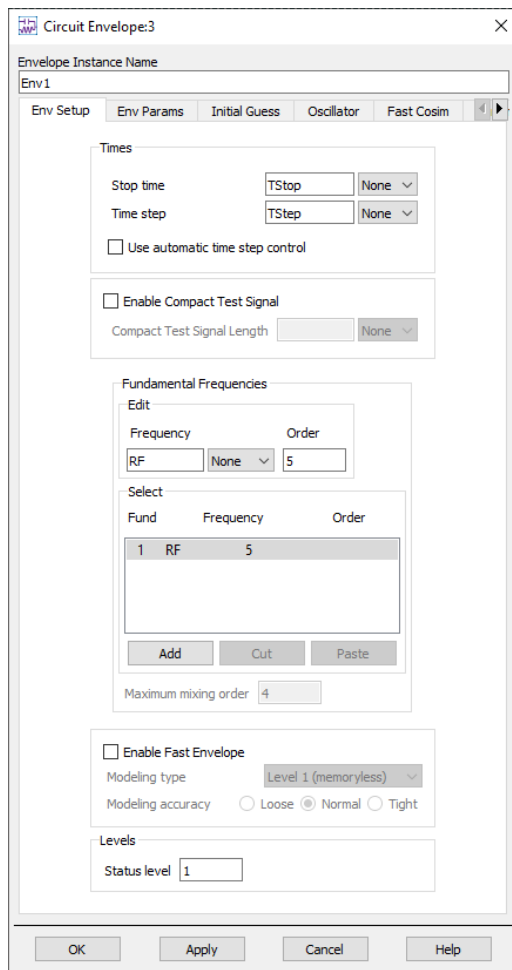 Circuit Envelope:3
Envelope Instance Name
Env1
Env Setup Env Params Initial Guess Oscillator Fast Cosim
Times
Stop time TStop None
Time step TStep None
Use automatic time step control
Enable Compact Test Signal
Compact Test Signal Length None
Fundamental Frequencies
Edit
Frequency Order
RF None 5
Select
Fund Frequency Order
1 RF 5
Add Cut Paste
Maximum mixing order 4
Enable Fast Envelope
Modeling type Level 1 (memoryless)
Modeling accuracy Loose Normal Tight
Levels
Status level 1
OK Apply Cancel Help